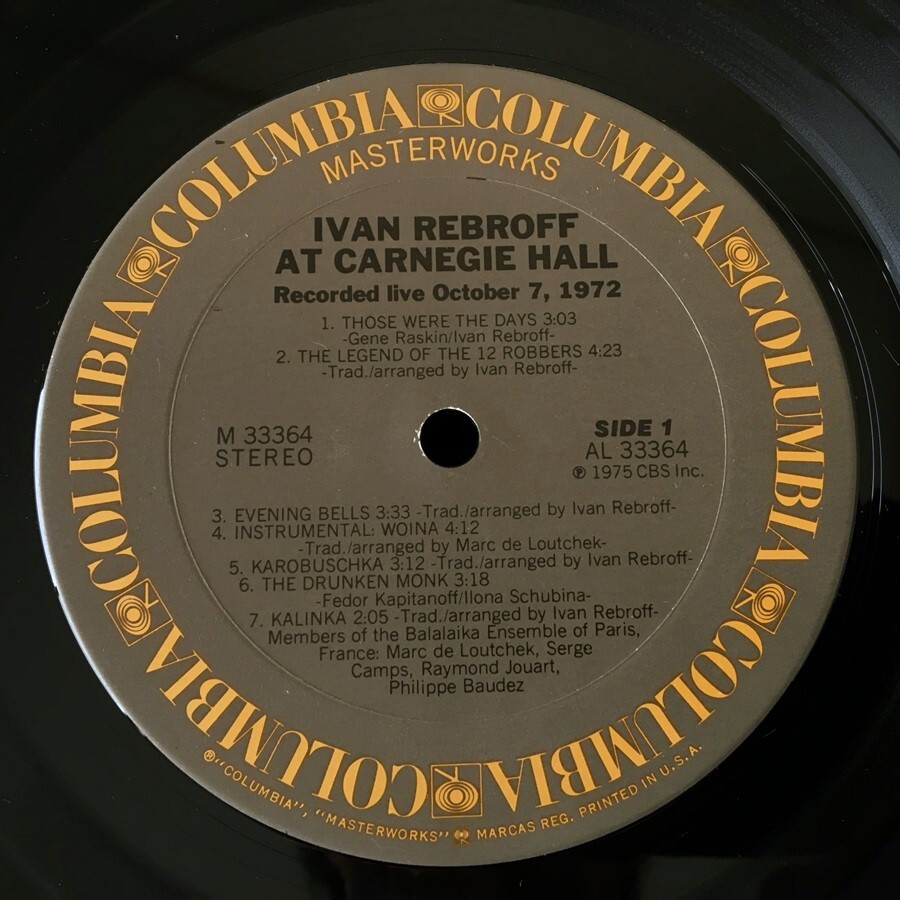 COLUMBIA COLUMBIA COLUMBIA COLUMBIA COLUMBIA COLUMBIA COLUMBIA COLUMBIA
MASTERWORKS
IVAN REBROFF
AT CARNEGIE HALL
Recorded live October 7, 1972
1. THOSE WERE THE DAYS 3:03
-Gene Raskin/Ivan Rebroff-
2. THE LEGEND OF THE 12 ROBBERS 4:23
-Trad./arranged by Ivan Rebroff-
M 33364
STEREO
SIDE 1
AL 33364
℗ 1975 CBS Inc.
3. EVENING BELLS 3:33 -Trad./arranged by Ivan Rebroff-
4. INSTRUMENTAL: WOINA 4:12
-Trad./arranged by Marc de Loutchek-
5. KAROBUSCHKA 3:12 -Trad./arranged by Ivan Rebroff-
6. THE DRUNKEN MONK 3:18
-Fedor Kapitanoff/Ilona Schubina-
7. KALINKA 2:05 -Trad./arranged by Ivan Rebroff-
Members of the Balalaika Ensemble of Paris,
France: Marc de Loutchek, Serge
Camps, Raymond Jouart,
Philippe Baudez
®"COLUMBIA", "MASTERWORKS" MARCAS REG. PRINTED IN U.S.A.